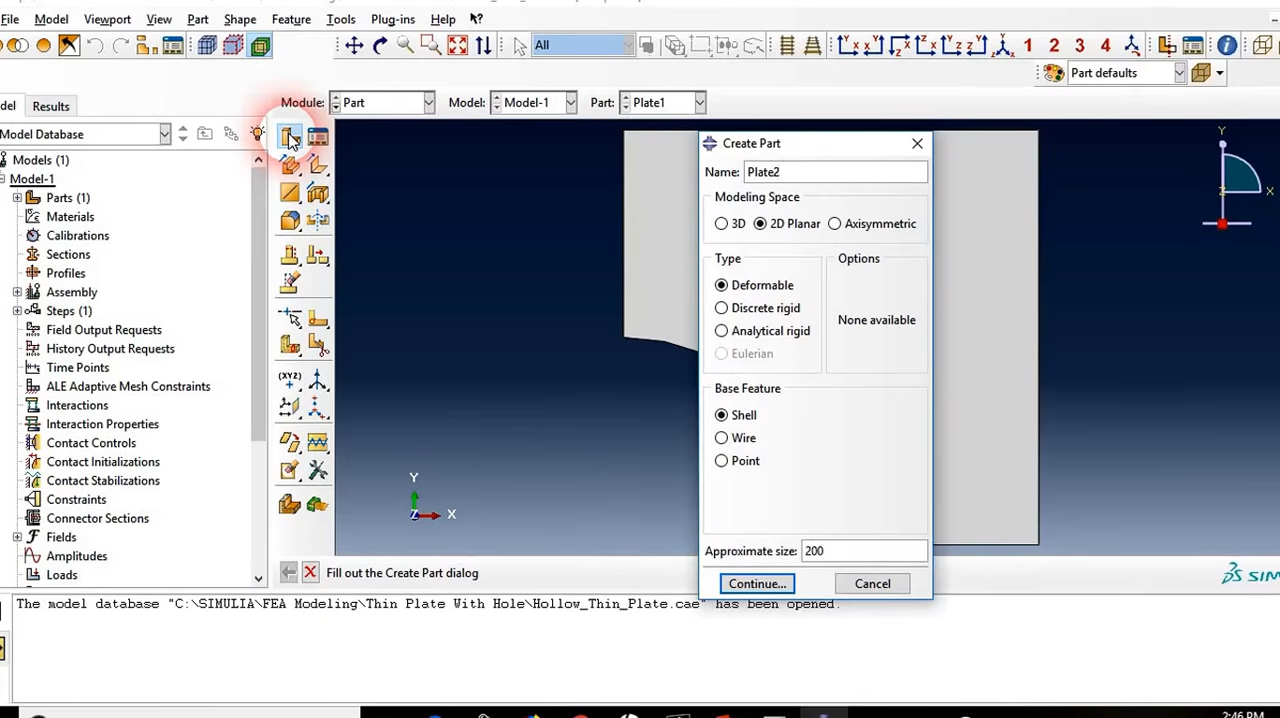 File Model Viewport View Part Shape Feature Tools Plug-ins Help
All 1 2 3 4
Part defaults
Results Module: Part Model: Model-1 Part: Plate1
Model Database
Models (1)
Model-1
Parts (1)
Materials
Calibrations
Sections
Profiles
Assembly
Steps (1)
Field Output Requests
History Output Requests
Time Points
ALE Adaptive Mesh Constraints
Interactions
Interaction Properties
Contact Controls
Contact Initializations
Contact Stabilizations
Constraints
Connector Sections
Fields
Amplitudes
Loads
(XYZ)
Create Part
Name: Plate2
Modeling Space
3D 2D Planar Axisymmetric
Type Options
Deformable
Discrete rigid
Analytical rigid
Eulerian
None available
Base Feature
Shell
Wire
Point
Approximate size: 200
Continue... Cancel
Y
X
Z
Y
X
Z
Fill out the Create Part dialog
The model database "C:\SIMULIA\FEA Modeling\Thin Plate With Hole\Hollow_Thin_Plate.cae" has been opened.